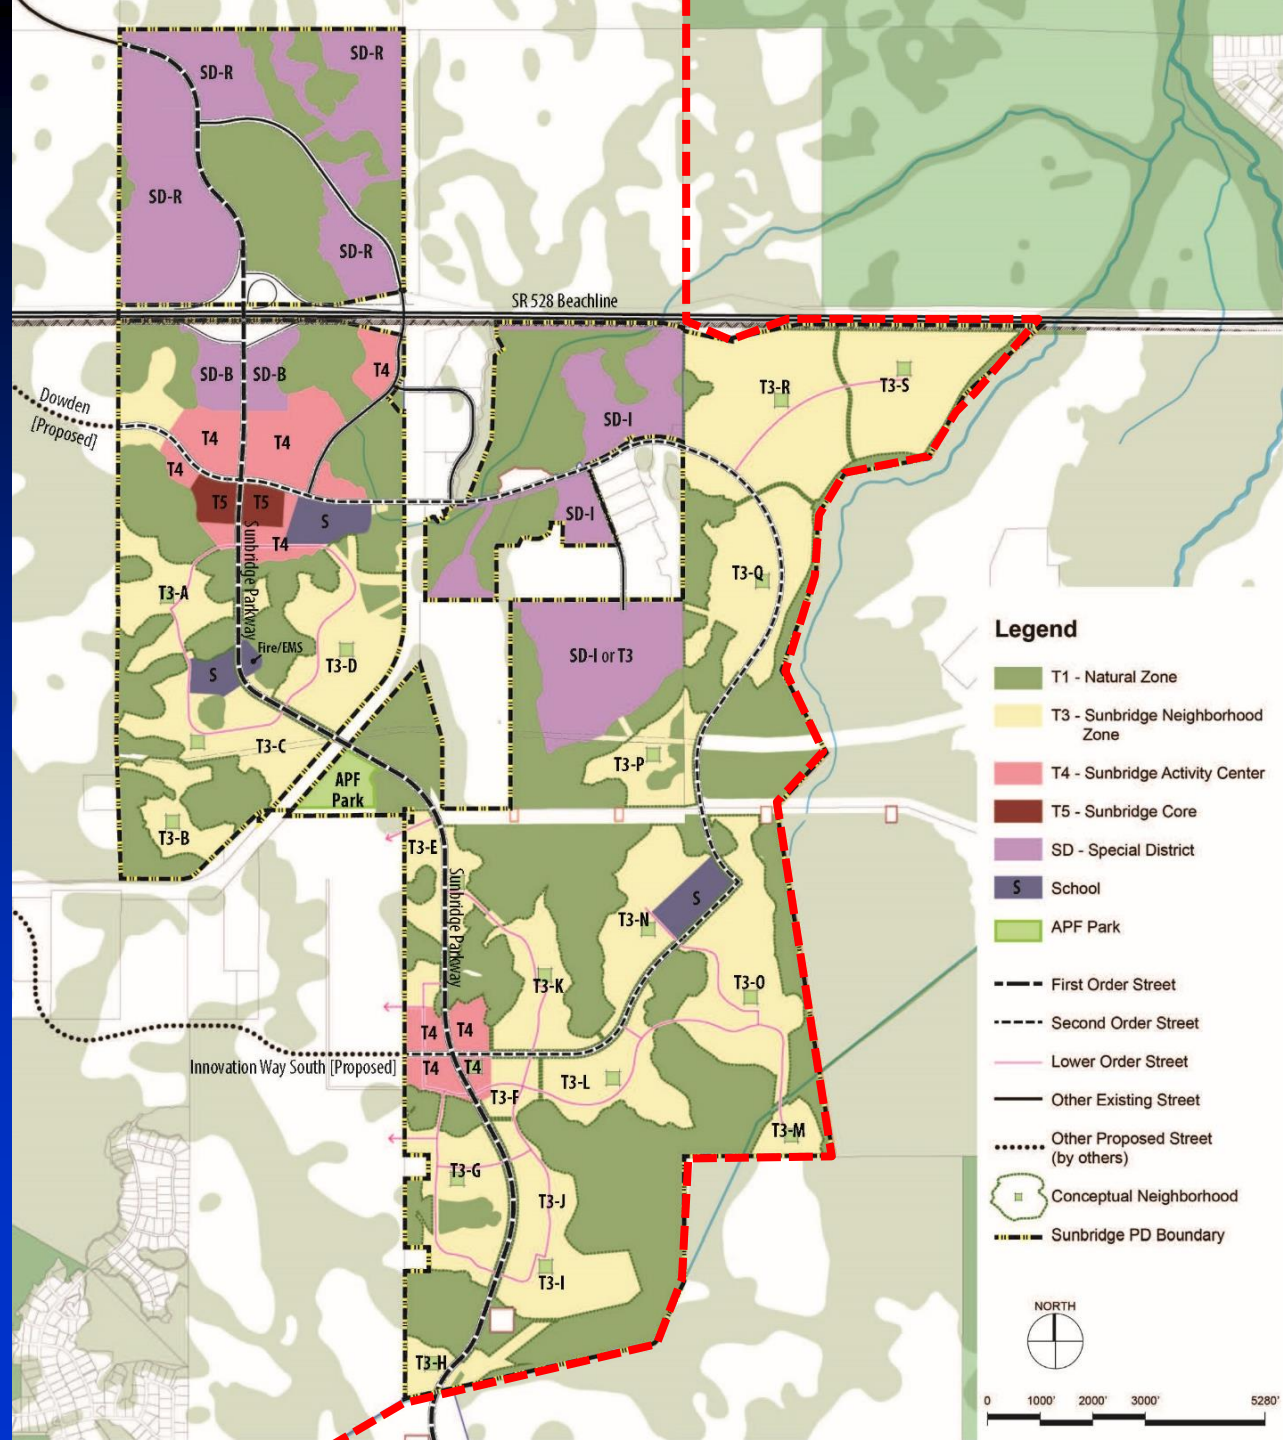 SD-R
SD-R
SD-R
SD-R
SR 528 Beachline
Dowden
[Proposed]
SD-B
SD-B
T4
T4
T4
T4
T5
T5
S
T4
SD-I
SD-I
T3-R
T3-S
T3-Q
Sunbridge Parkway
T3-A
Fire/EMS
S
T3-D
SD-I or T3
T3-C
APF
Park
T3-P
T3-B
T3-E
Sunbridge Parkway
S
T3-N
T3-K
T3-O
T4
T4
T4
T4
Innovation Way South [Proposed]
T3-F
T3-L
T3-M
T3-G
T3-J
T3-I
T3-H
Legend
T1 - Natural Zone
T3 - Sunbridge Neighborhood
Zone
T4 - Sunbridge Activity Center
T5 - Sunbridge Core
SD - Special District
S School
APF Park
First Order Street
Second Order Street
Lower Order Street
Other Existing Street
Other Proposed Street
(by others)
Conceptual Neighborhood
Sunbridge PD Boundary
NORTH
0 1000' 2000' 3000' 5280'